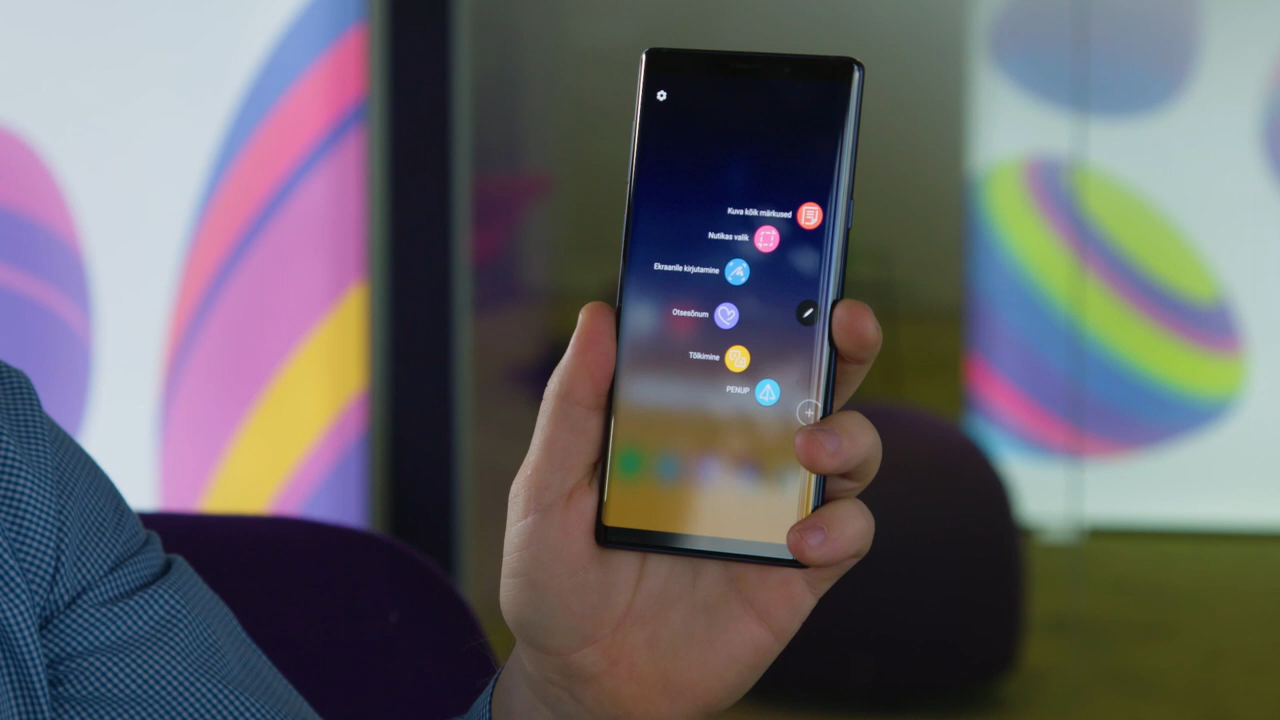 Kuva kõik märkused
Nutikas valik
Ekraanile kirjutamine
Otsesõnum
Tõlkimine
PENUP